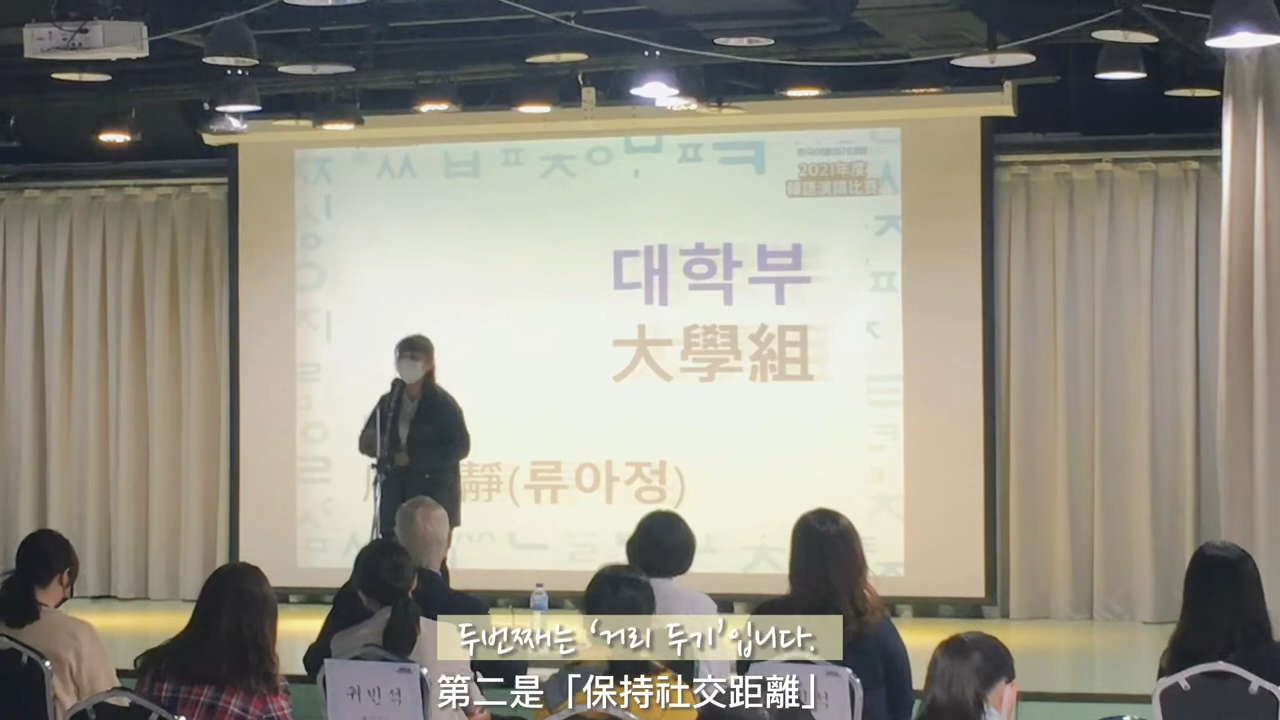 2021年度
韓語演講比賽
대학부
大學組
靜(류아정)
귀빈석
석
두번째는 ‘거리 두기’입니다.
第二是「保持社交距離」